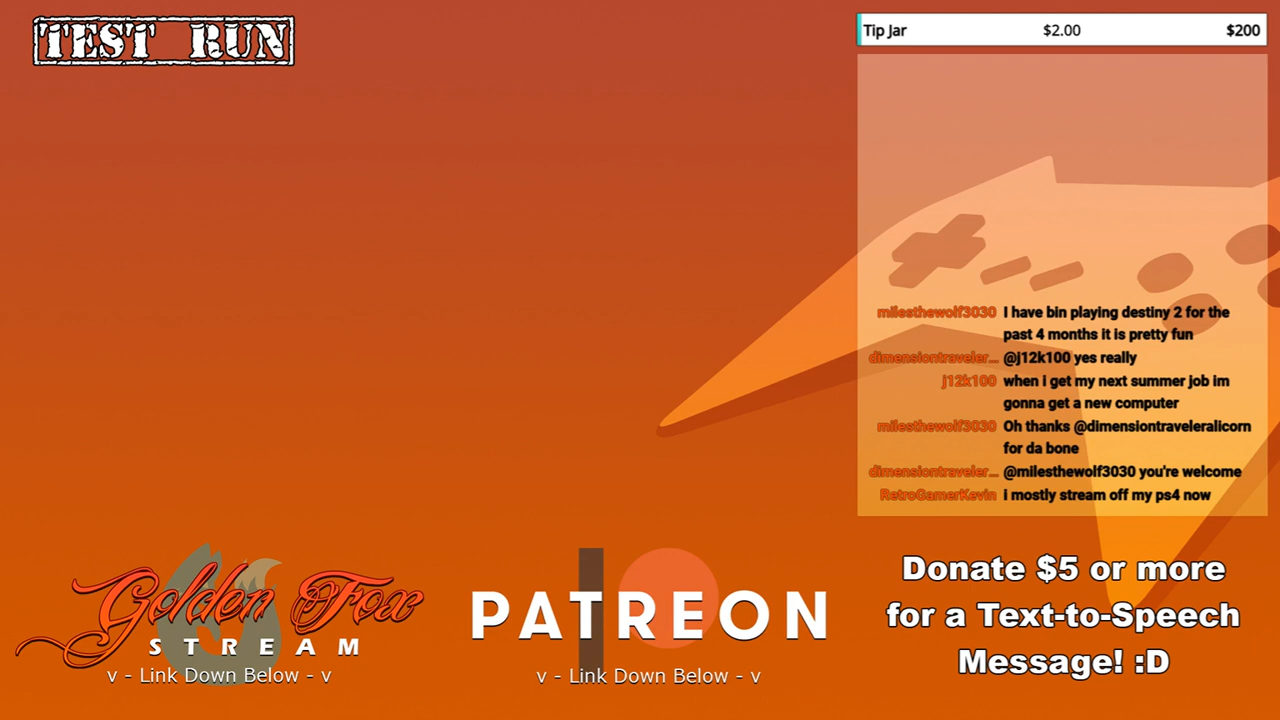 TEST RUN
Tip Jar $2.00 $200
milesthewolf3030 I have bin playing destiny 2 for the
past 4 months it is pretty fun
dimensiontraveler... @j12k100 yes really
j12k100 when i get my next summer job im
gonna get a new computer
milesthewolf3030 Oh thanks @dimensiontraveleralicorn
for da bone
dimensiontraveler... @milesthewolf3030 you're welcome
RetroGamerKevin i mostly stream off my ps4 now
Golden Fox
STREAM
v - Link Down Below - v
PATREON
v - Link Down Below - v
Donate $5 or more
for a Text-to-Speech
Message! :D